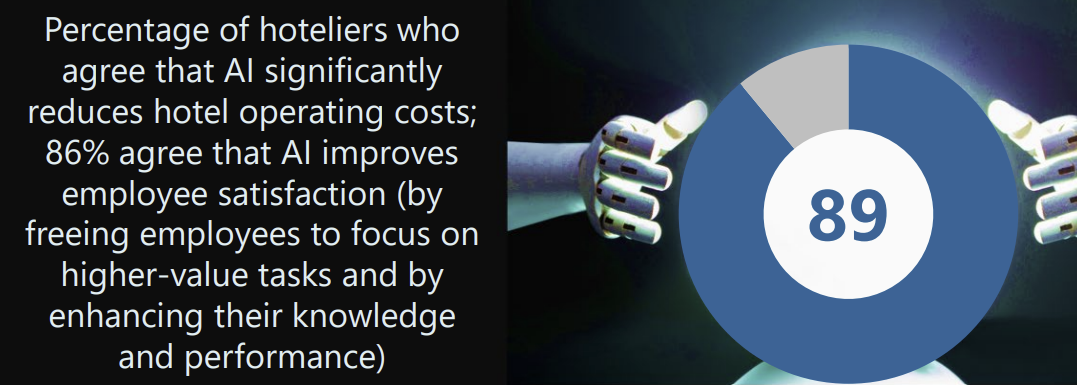 Percentage of hoteliers who
agree that AI significantly
reduces hotel operating costs;
86% agree that AI improves
employee satisfaction (by
freeing employees to focus on
higher-value tasks and by
enhancing their knowledge
and performance)
89